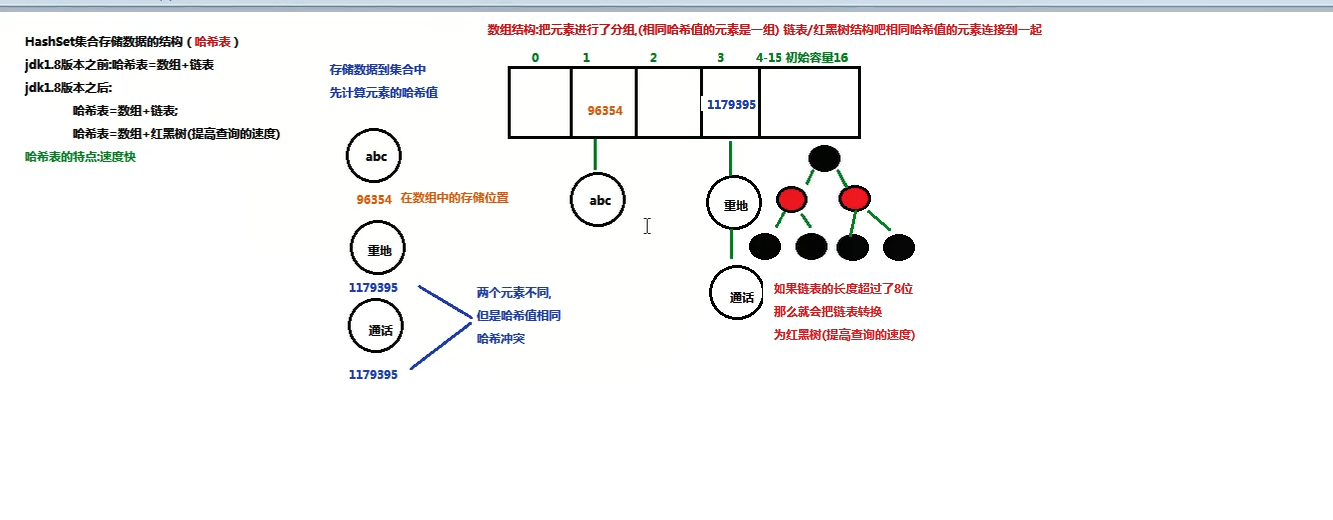 HashSet集合存储数据的结构（哈希表）
jdk1.8版本之前:哈希表=数组+链表
jdk1.8版本之后:
哈希表=数组+链表;
哈希表=数组+红黑树(提高查询的速度)
哈希表的特点:速度快
存储数据到集合中
先计算元素的哈希值
abc
96354 在数组中的存储位置
重地
1179395
通话
1179395
两个元素不同,
但是哈希值相同
哈希冲突
数组结构:把元素进行了分组,(相同哈希值的元素是一组) 链表/红黑树结构吧相同哈希值的元素连接到一起
0 1 2 3 4-15 初始容量16
96354 1179395
abc
重地
通话
如果链表的长度超过了8位
那么就会把链表转换
为红黑树(提高查询的速度)